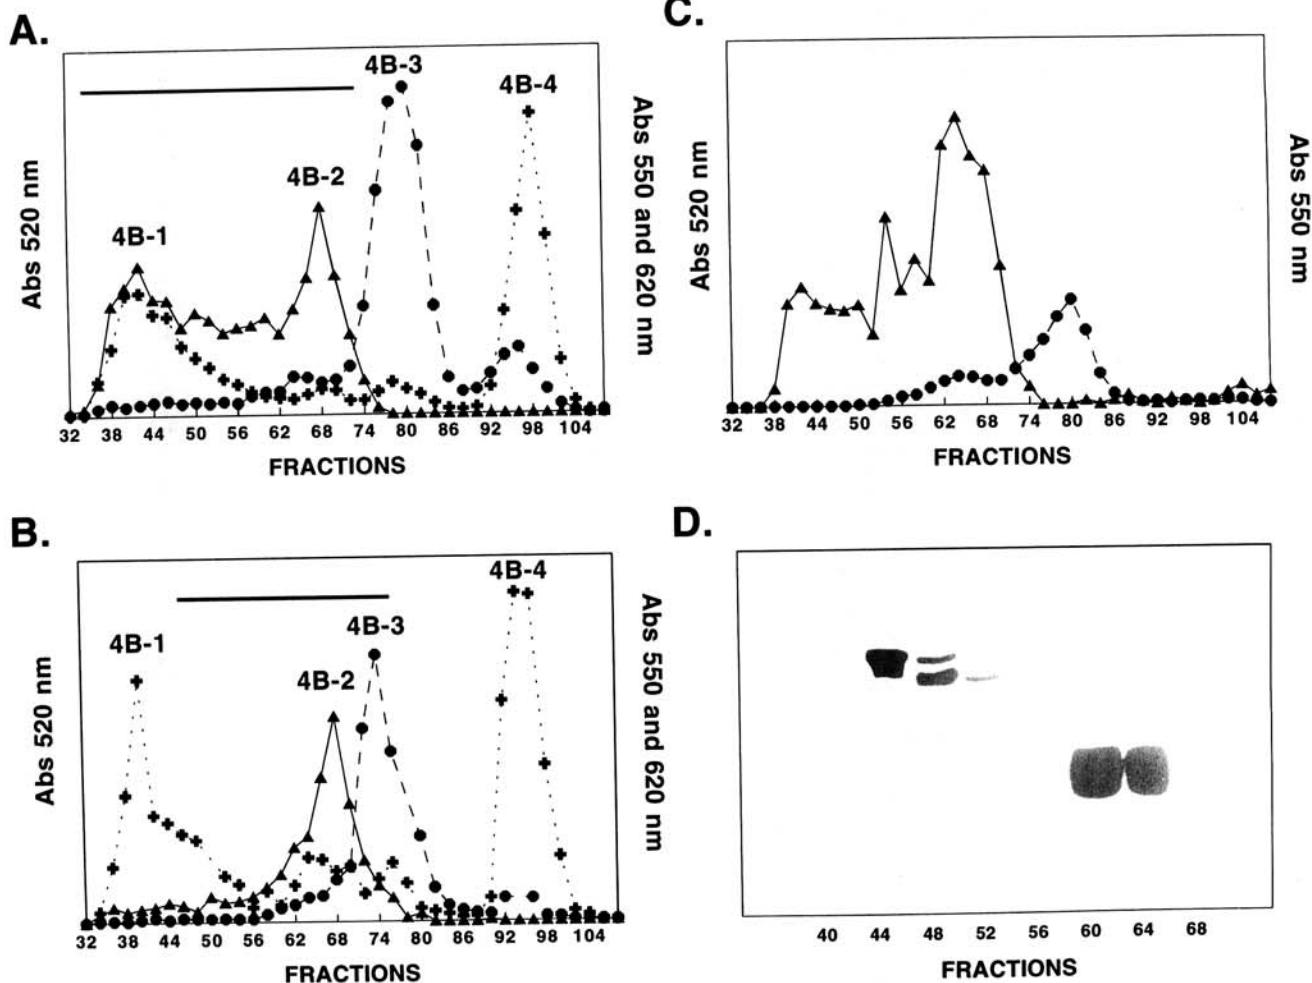 A.
4B-1
4B-2
4B-3
4B-4
Abs 520 nm
Abs 550 and 620 nm
32 38 44 50 56 62 68 74 80 86 92 98 104
FRACTIONS
C.
Abs 520 nm
Abs 550 nm
32 38 44 50 56 62 68 74 80 86 92 98 104
FRACTIONS
B.
4B-1
4B-2
4B-3
4B-4
Abs 520 nm
Abs 550 and 620 nm
32 38 44 50 56 62 68 74 80 86 92 98 104
FRACTIONS
D.
40 44 48 52 56 60 64 68
FRACTIONS